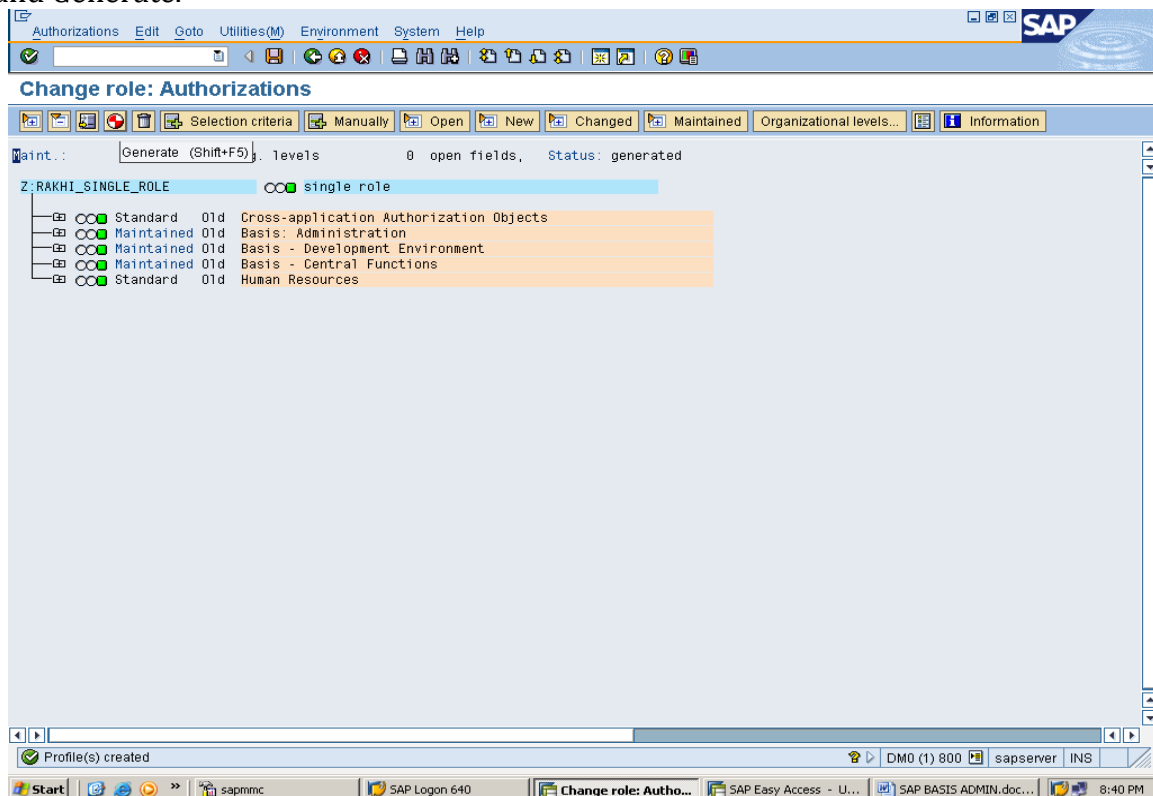 and Generate.
Authorizations Edit Goto Utilities(M) Environment System Help
SAP
Change role: Authorizations
Selection criteria Manually Open New Changed Maintained Organizational levels... Information
Maint.: Generate (Shift+F5) . levels 0 open fields, Status: generated
Z:RAKHI_SINGLE_ROLE single role
Standard Old Cross-application Authorization Objects
Maintained Old Basis: Administration
Maintained Old Basis - Development Environment
Maintained Old Basis - Central Functions
Standard Old Human Resources
Profile(s) created DM0 (1) 800 sapserver INS
Start » sapmmc SAP Logon 640 Change role: Autho... SAP Easy Access - U... SAP BASIS ADMIN.doc... 8:40 PM